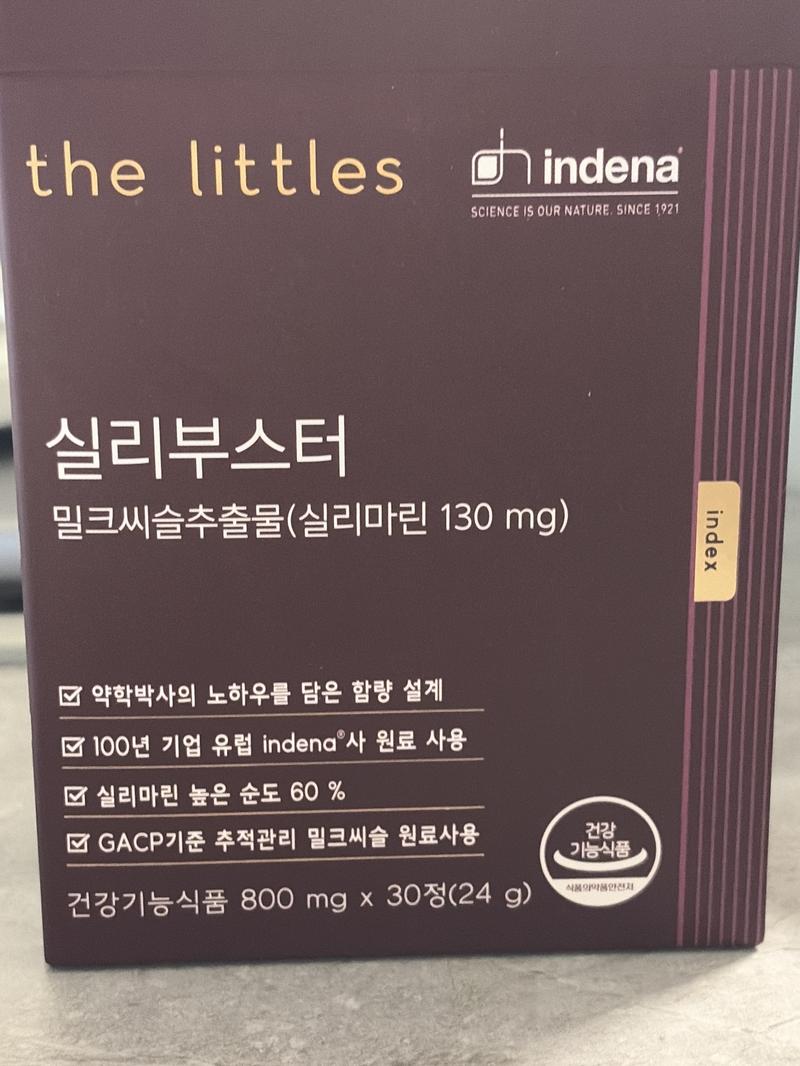 the littles
indena®
SCIENCE IS OUR NATURE. SINCE 1921
실리부스터
밀크씨슬추출물(실리마린 130 mg)
index
약학박사의 노하우를 담은 함량 설계
100년 기업 유럽 indena®사 원료 사용
실리마린 높은 순도 60 %
GACP기준 추적관리 밀크씨슬 원료사용
건강기능식품 800 mg x 30정(24 g)
건강
기능식품
식품의약품안전처